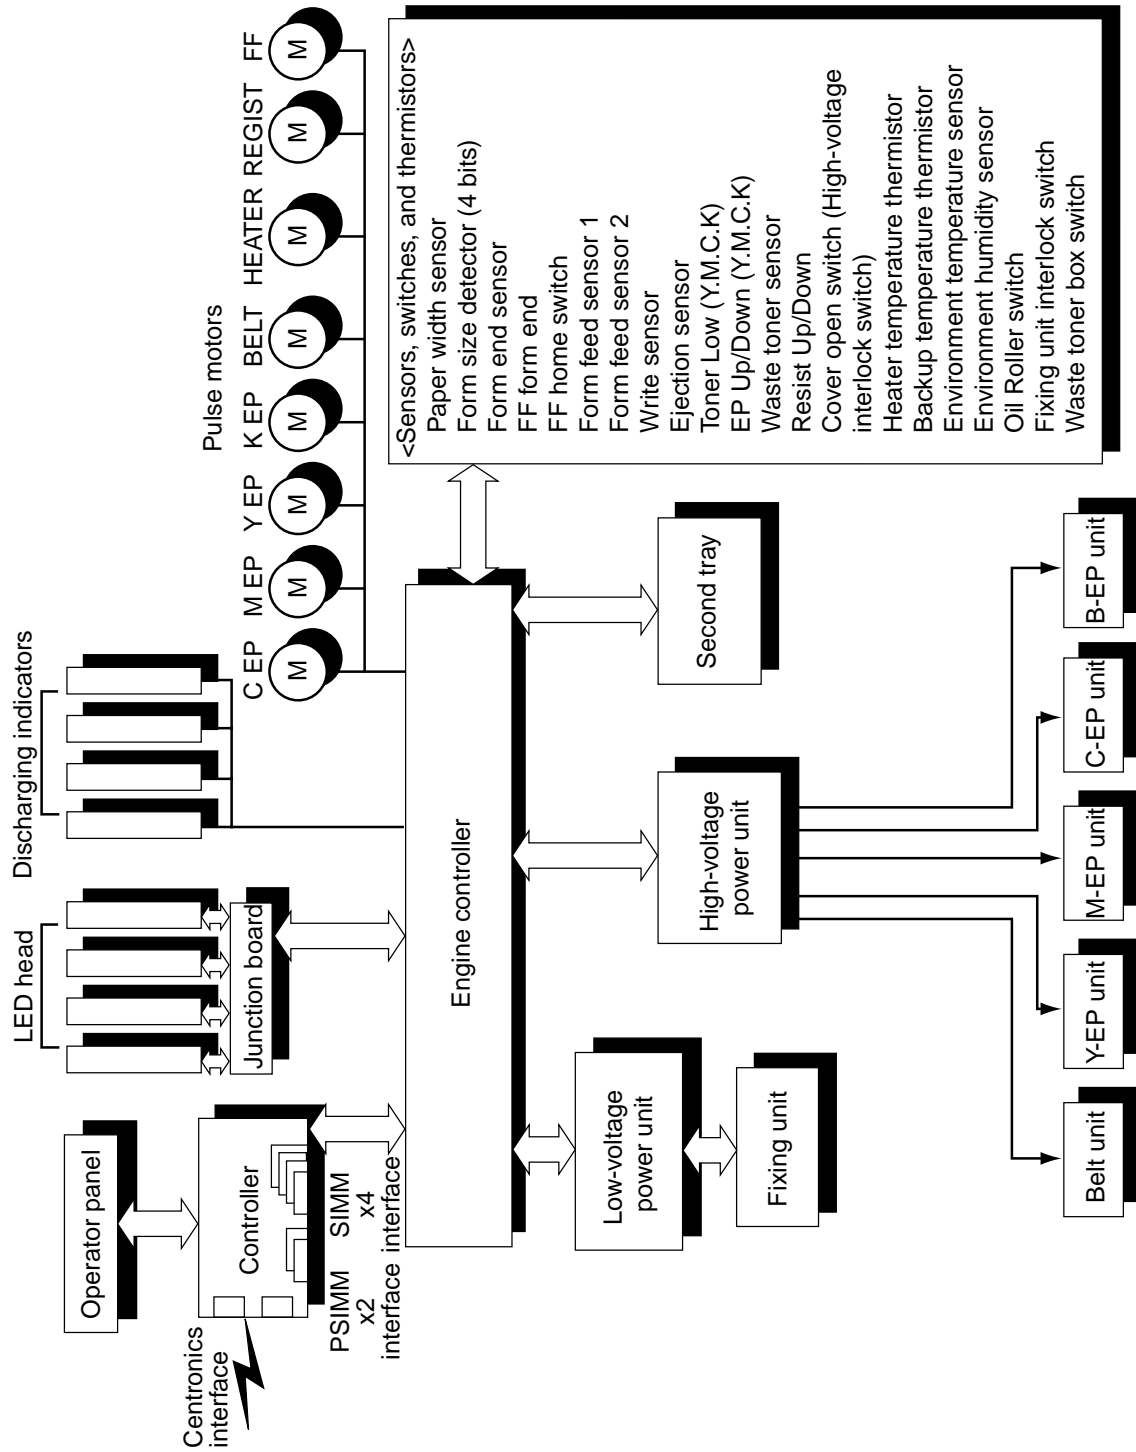 Centronics
interface
Operator panel
Controller
PSIMM
x2
interface
SIMM
x4
interface
LED head
Junction board
Discharging indicators
Pulse motors
C EP
M EP
Y EP
K EP
BELT
HEATER
REGIST
FF
M
M
M
M
M
M
M
M
Engine controller
<Sensors, switches, and thermistors>
Paper width sensor
Form size detector (4 bits)
Form end sensor
FF form end
FF home switch
Form feed sensor 1
Form feed sensor 2
Write sensor
Ejection sensor
Toner Low (Y.M.C.K)
EP Up/Down (Y.M.C.K)
Waste toner sensor
Resist Up/Down
Cover open switch (High-voltage
interlock switch)
Heater temperature thermistor
Backup temperature thermistor
Environment temperature sensor
Environment humidity sensor
Oil Roller switch
Fixing unit interlock switch
Waste toner box switch
Low-voltage
power unit
Fixing unit
High-voltage
power unit
Second tray
Belt unit
Y-EP unit
M-EP unit
C-EP unit
B-EP unit